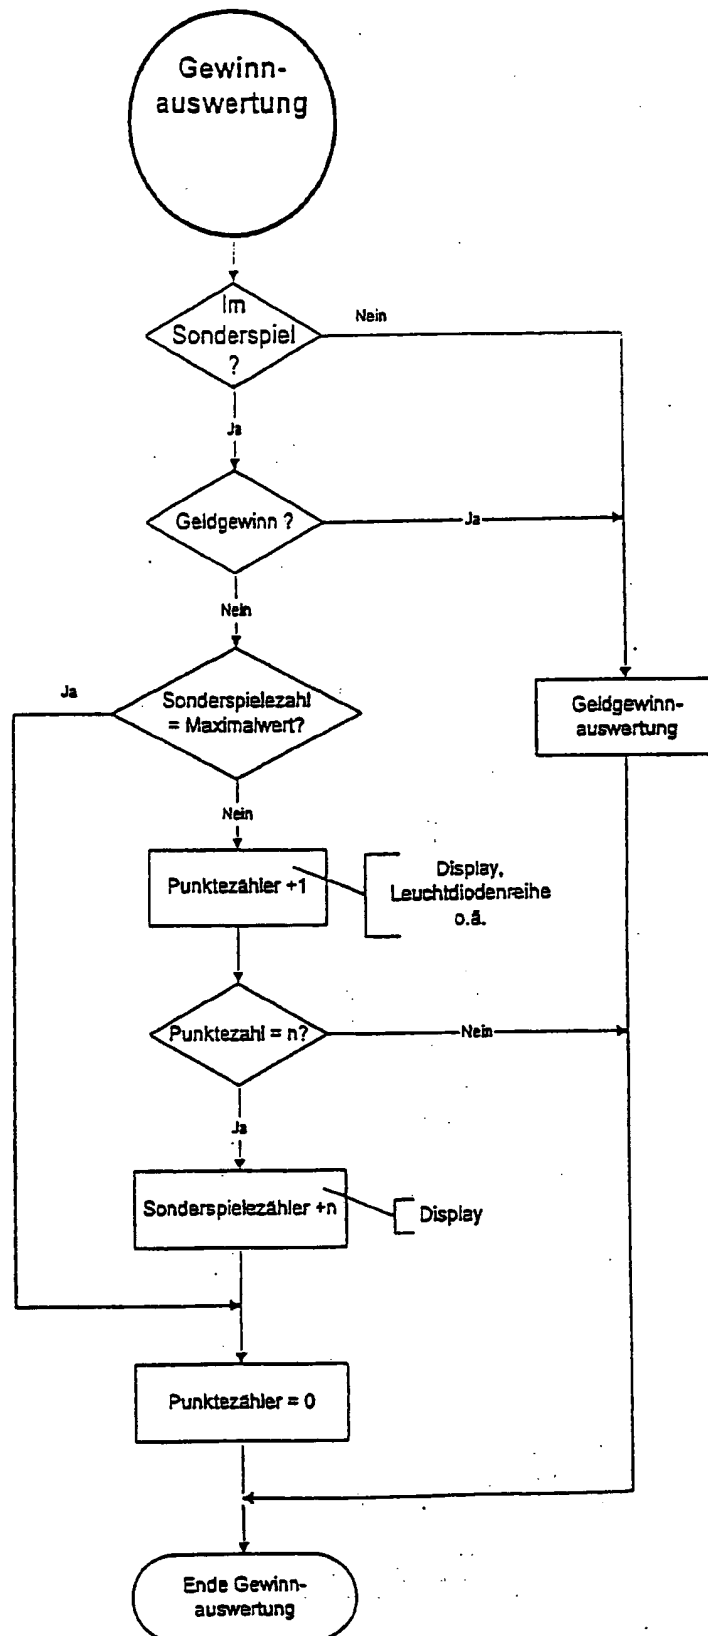 Gewinn-
auswertung
Im
Sonderspiel
?
Nein
Ja
Geldgewinn ?
Ja
Nein
Sonderspielezahl
= Maximalwert?
Ja
Geldgewinn-
auswertung
Nein
Punktezähler +1
Display,
Leuchtdiodenreihe
o.ä.
Punktezahl = n?
Nein
Ja
Sonderspielezähler +n
Display
Punktezähler = 0
Ende Gewinn-
auswertung